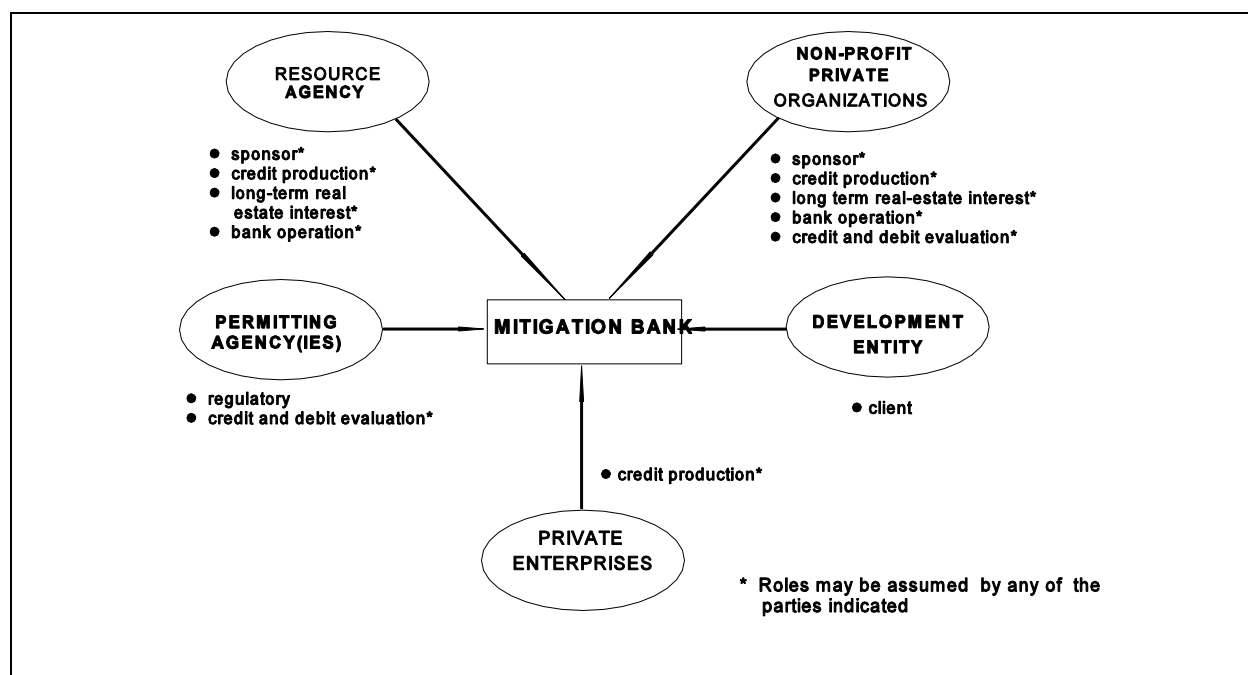 RESOURCE
AGENCY
● sponsor*
● credit production*
● long-term real
estate interest*
● bank operation*
NON-PROFIT
PRIVATE
ORGANIZATIONS
● sponsor*
● credit production*
● long term real-estate interest*
● bank operation*
● credit and debit evaluation*
PERMITTING
AGENCY(IES)
● regulatory
● credit and debit evaluation*
MITIGATION BANK
DEVELOPMENT
ENTITY
● client
● credit production*
PRIVATE
ENTERPRISES
* Roles may be assumed by any of the
parties indicated